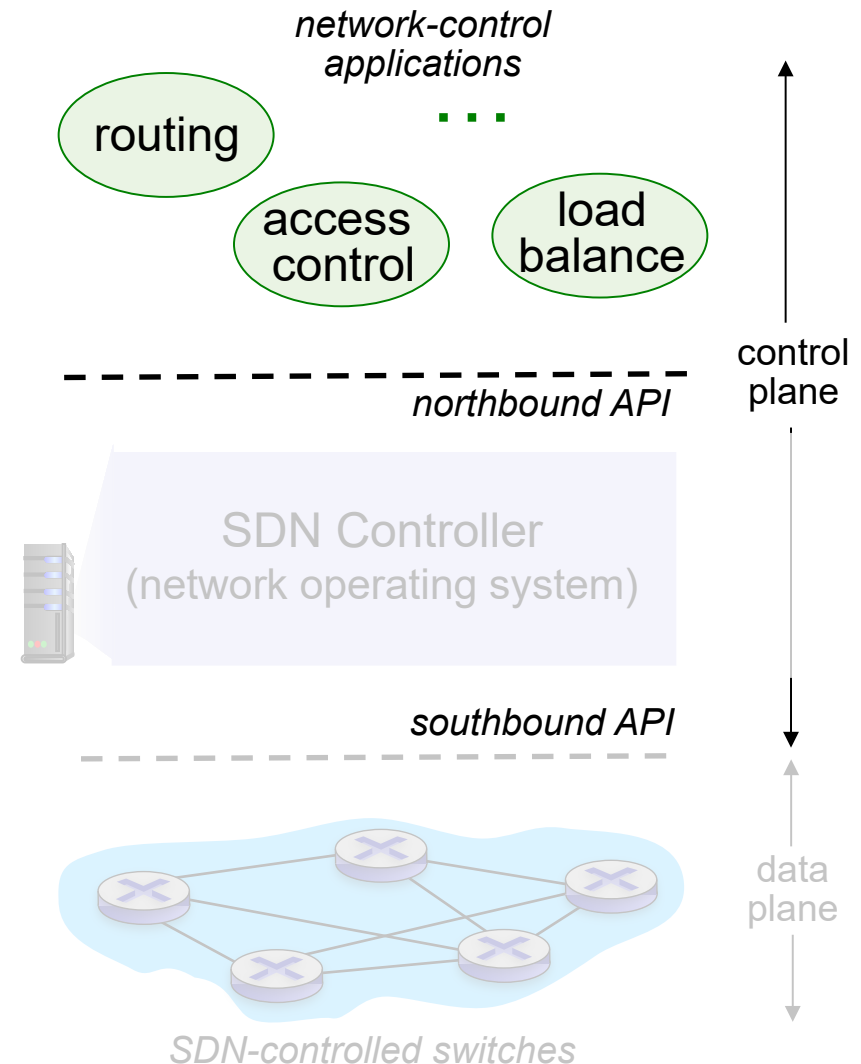 network-control
applications
routing
...
access
control
load
balance
control
plane
northbound API
SDN Controller
(network operating system)
southbound API
data
plane
SDN-controlled switches